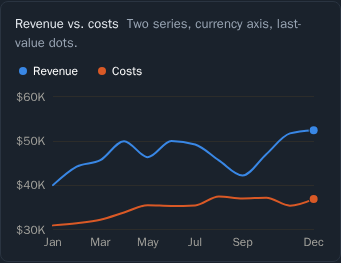 Revenue vs. costs Two series, currency axis, last-
value dots.
Revenue Costs
$60K
$50K
$40K
$30K
Jan Mar May Jul Sep Dec